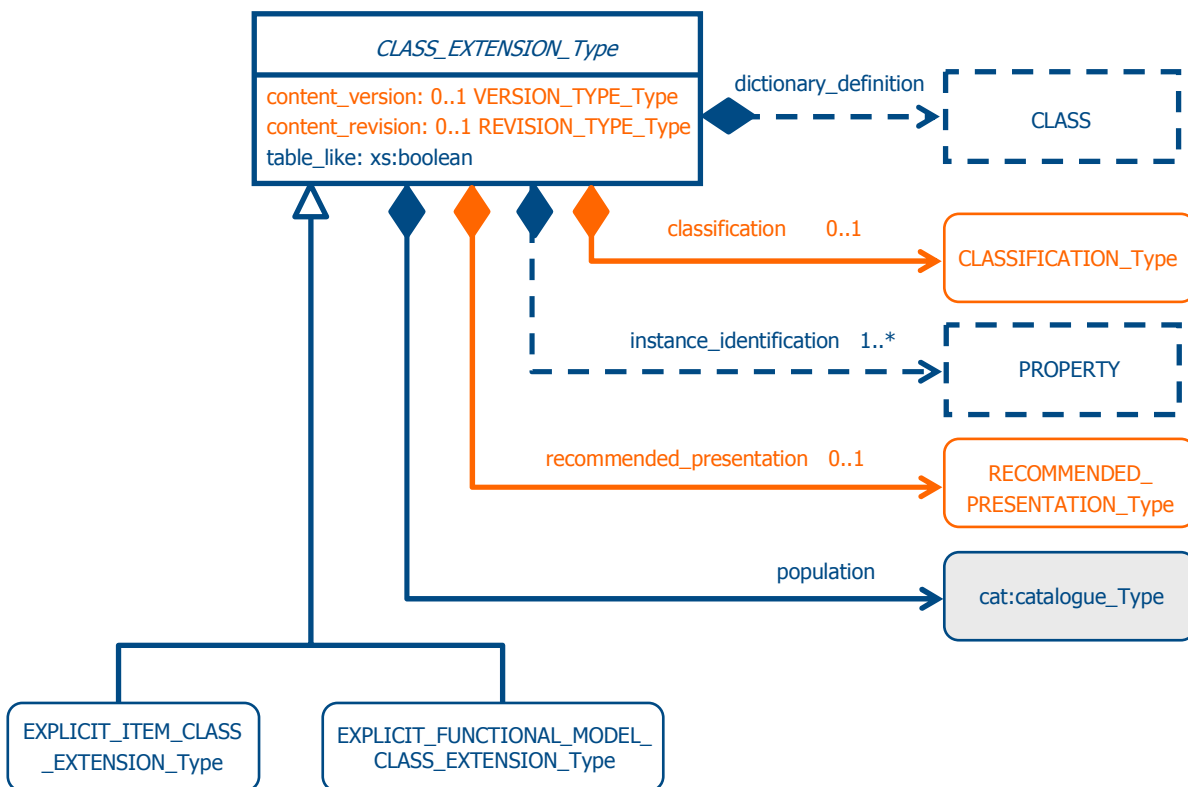 CLASS_EXTENSION_Type
content_version: 0..1 VERSION_TYPE_Type
content_revision: 0..1 REVISION_TYPE_Type
table_like: xs:boolean
dictionary_definition
CLASS
classification 0..1
CLASSIFICATION_Type
instance_identification 1..*
PROPERTY
recommended_presentation 0..1
RECOMMENDED_
PRESENTATION_Type
population
cat:catalogue_Type
EXPLICIT_ITEM_CLASS
_EXTENSION_Type
EXPLICIT_FUNCTIONAL_MODEL_
CLASS_EXTENSION_Type